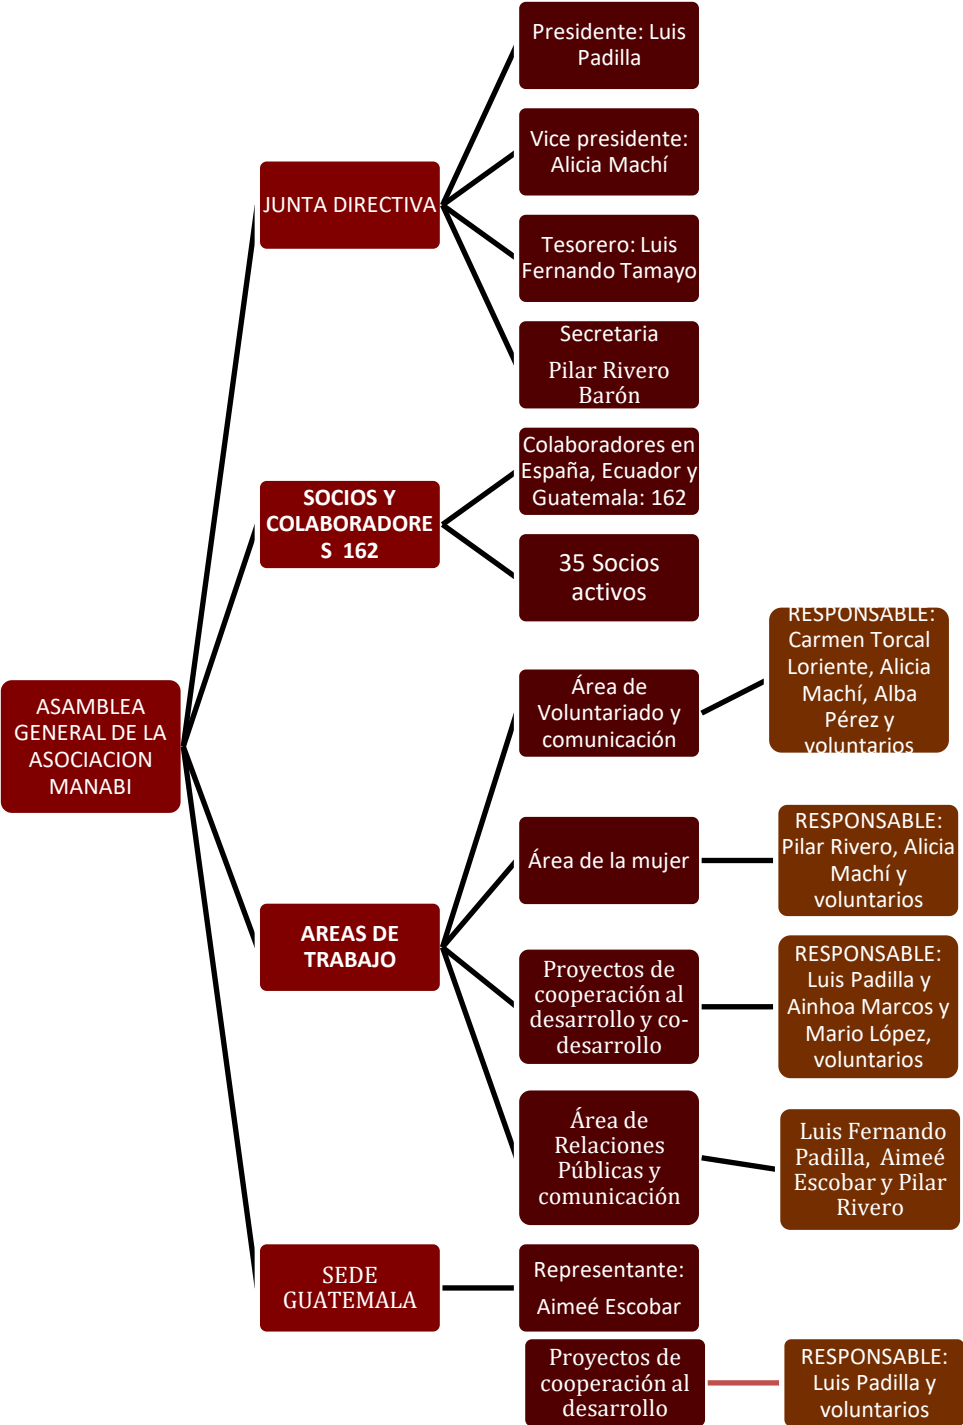 Presidente: Luis
Padilla
Vice presidente:
Alicia Machí
JUNTA DIRECTIVA
Tesorero: Luis
Fernando Tamayo
Secretaria
Pilar Rivero
Barón
Colaboradores en
España, Ecuador y
Guatemala: 162
SOCIOS Y
COLABORADORE
S 162
35 Socios
activos
ASAMBLEA
GENERAL DE LA
ASOCIACION
MANABI
Área de
Voluntariado y
comunicación
RESPONSABLE:
Carmen Torcal
Loriente, Alicia
Machí, Alba
Pérez y
voluntarios
Área de la mujer
RESPONSABLE:
Pilar Rivero, Alicia
Machí y
voluntarios
AREAS DE
TRABAJO
Proyectos de
cooperación al
desarrollo y co-
desarrollo
RESPONSABLE:
Luis Padilla y
Ainhoa Marcos y
Mario López,
voluntarios
Área de
Relaciones
Públicas y
comunicación
Luis Fernando
Padilla, Aimeé
Escobar y Pilar
Rivero
SEDE
GUATEMALA
Representante:
Aimeé Escobar
Proyectos de
cooperación al
desarrollo
RESPONSABLE:
Luis Padilla y
voluntarios